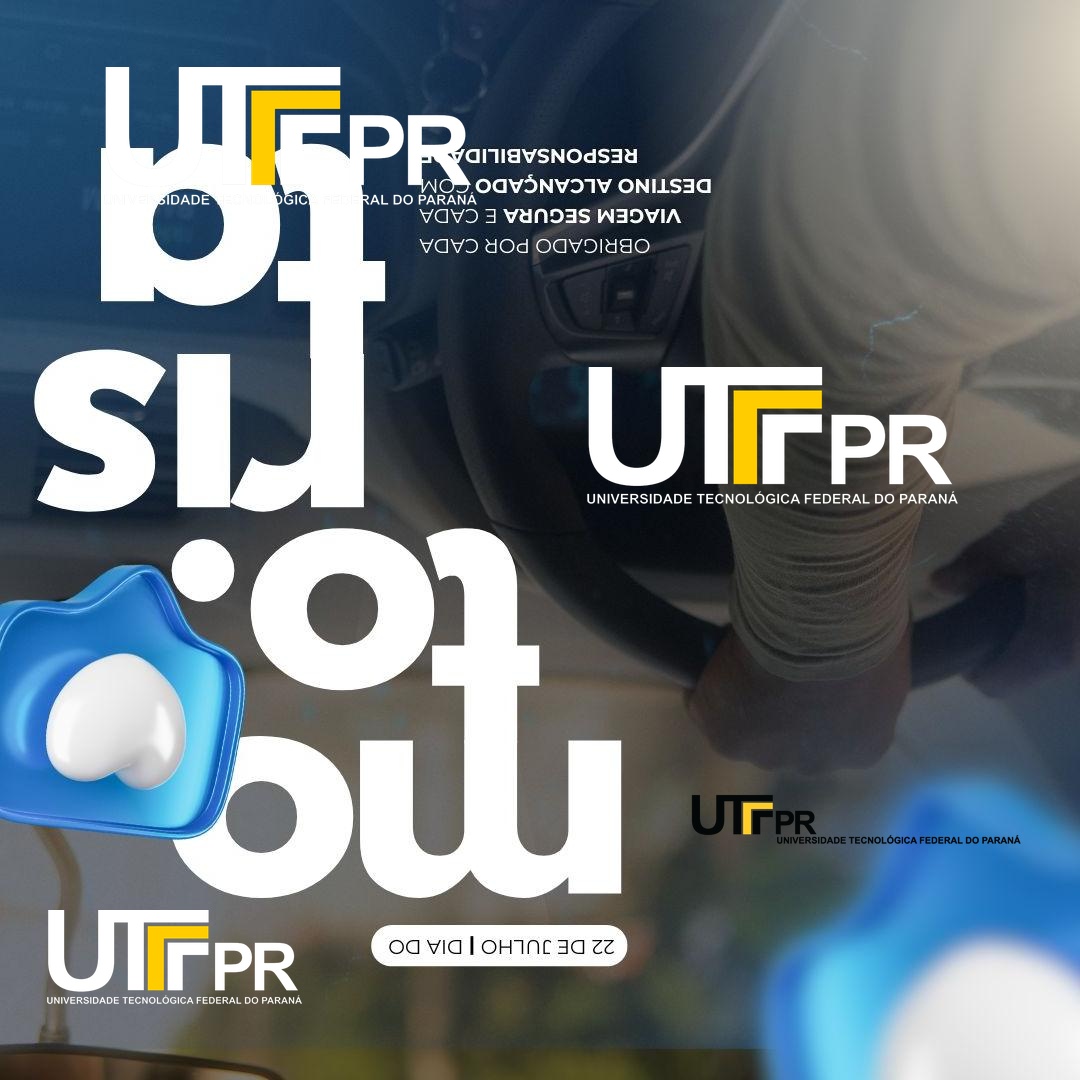 UTFPR
UNIVERSIDADE TECNOLÓGICA FEDERAL DO PARANÁ
22 DE JULHO | DIA DO
mo
to
ris
ta
OBRIGADO POR CADA
VIAGEM SEGURA E CADA
DESTINO ALCANÇADO COM
RESPONSABILIDADE
UTFPR
UNIVERSIDADE TECNOLÓGICA FEDERAL DO PARANÁ
UTFPR
UNIVERSIDADE TECNOLÓGICA FEDERAL DO PARANÁ
UTFPR
UNIVERSIDADE TECNOLÓGICA FEDERAL DO PARANÁ